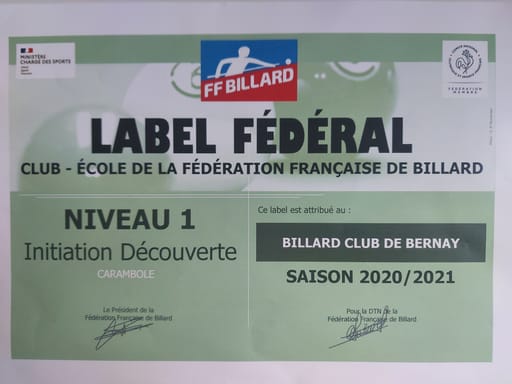 MINISTÈRE
CHARGÉ DES SPORTS
FF BILLARD
FÉDÉRATION
MEMBRE
LABEL FÉDÉRAL
CLUB - ÉCOLE DE LA FÉDÉRATION FRANÇAISE DE BILLARD
NIVEAU 1
Initiation Découverte
CARAMBOLE
Ce label est attribué au :
BILLARD CLUB DE BERNAY
SAISON 2020/2021
Le Président de la
Fédération Française de Billard
Pour la DTN de la
Fédération Française de Billard